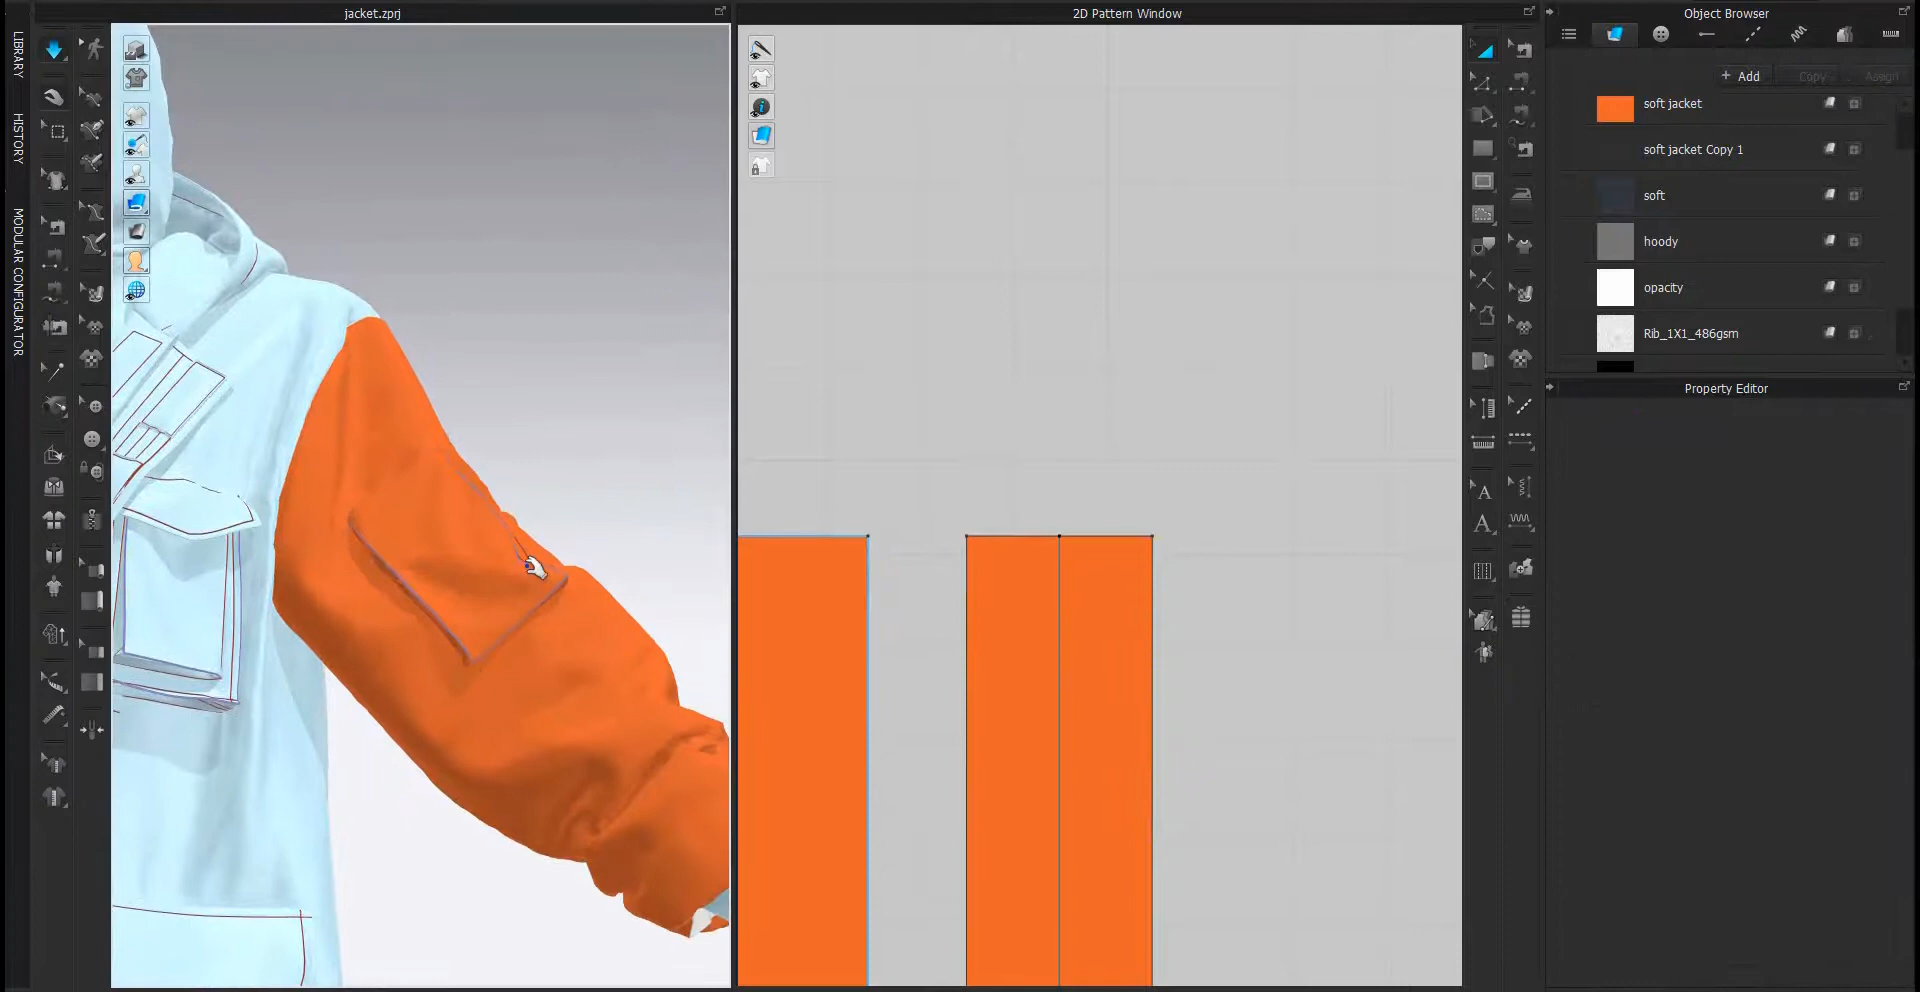 jacket.zprj
2D Pattern Window
Object Browser
LIBRARY
HISTORY
MODULAR CONFIGURATOR
+ Add
Copy
Assign
soft jacket
soft jacket Copy 1
soft
hoody
opacity
Rib_1X1_486gsm
Property Editor
A
A